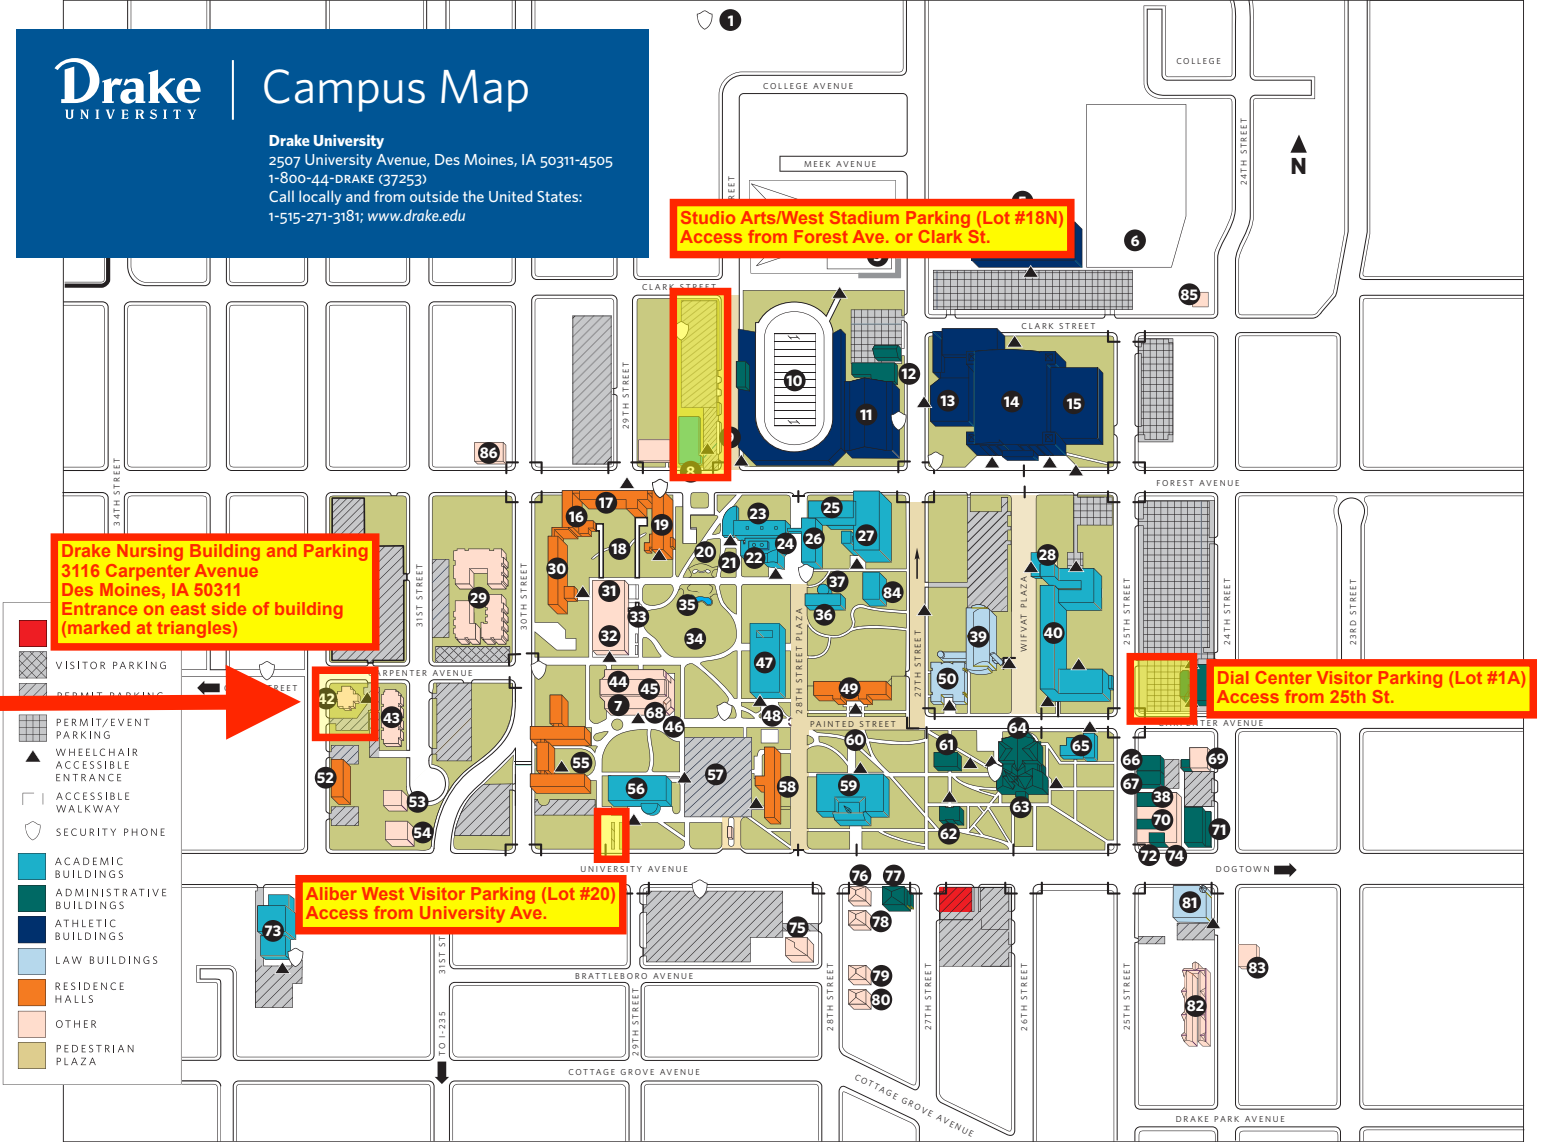 Drake
UNIVERSITY
Campus Map
Drake University
2507 University Avenue, Des Moines, IA 50311-4505
1-800-44-DRAKE (37253)
Call locally and from outside the United States:
1-515-271-3181; www.drake.edu
1
COLLEGE AVENUE
COLLEGE
MEEK AVENUE
24TH STREET
N
Studio Arts/West Stadium Parking (Lot #18N)
Access from Forest Ave. or Clark St.
6
85
CLARK STREET
CLARK STREET
29TH STREET
10
11
12
13
14
15
86
8
34TH STREET
FOREST AVENUE
Drake Nursing Building and Parking
3116 Carpenter Avenue
Des Moines, IA 50311
Entrance on east side of building
(marked at triangles)
16
17
18
19
20
21
22
23
24
25
26
27
28
29
30
31
32
33
34
35
36
37
84
39
40
31ST STREET
30TH STREET
28TH STREET PLAZA
27TH STREET
WIFVAT PLAZA
25TH STREET
24TH STREET
23RD STREET
VISITOR PARKING
PERMIT PARKING
PERMIT/EVENT
PARKING
WHEELCHAIR
ACCESSIBLE
ENTRANCE
ACCESSIBLE
WALKWAY
SECURITY PHONE
ACADEMIC
BUILDINGS
ADMINISTRATIVE
BUILDINGS
ATHLETIC
BUILDINGS
LAW BUILDINGS
RESIDENCE
HALLS
OTHER
PEDESTRIAN
PLAZA
STREET
ARPENTER AVENUE
42
43
44
45
7
68
46
47
48
49
50
PAINTED STREET
Dial Center Visitor Parking (Lot #1A)
Access from 25th St.
CARPENTER AVENUE
52
53
54
55
56
57
58
59
60
61
62
63
64
65
66
67
69
38
70
71
72
74
UNIVERSITY AVENUE
DOGTOWN
Aliber West Visitor Parking (Lot #20)
Access from University Ave.
73
75
76
77
78
79
80
81
82
83
31ST ST
TO I-235
BRATTLEBORO AVENUE
29TH STREET
28TH STREET
27TH STREET
26TH STREET
25TH STREET
COTTAGE GROVE AVENUE
COTTAGE GROVE AVENUE
DRAKE PARK AVENUE